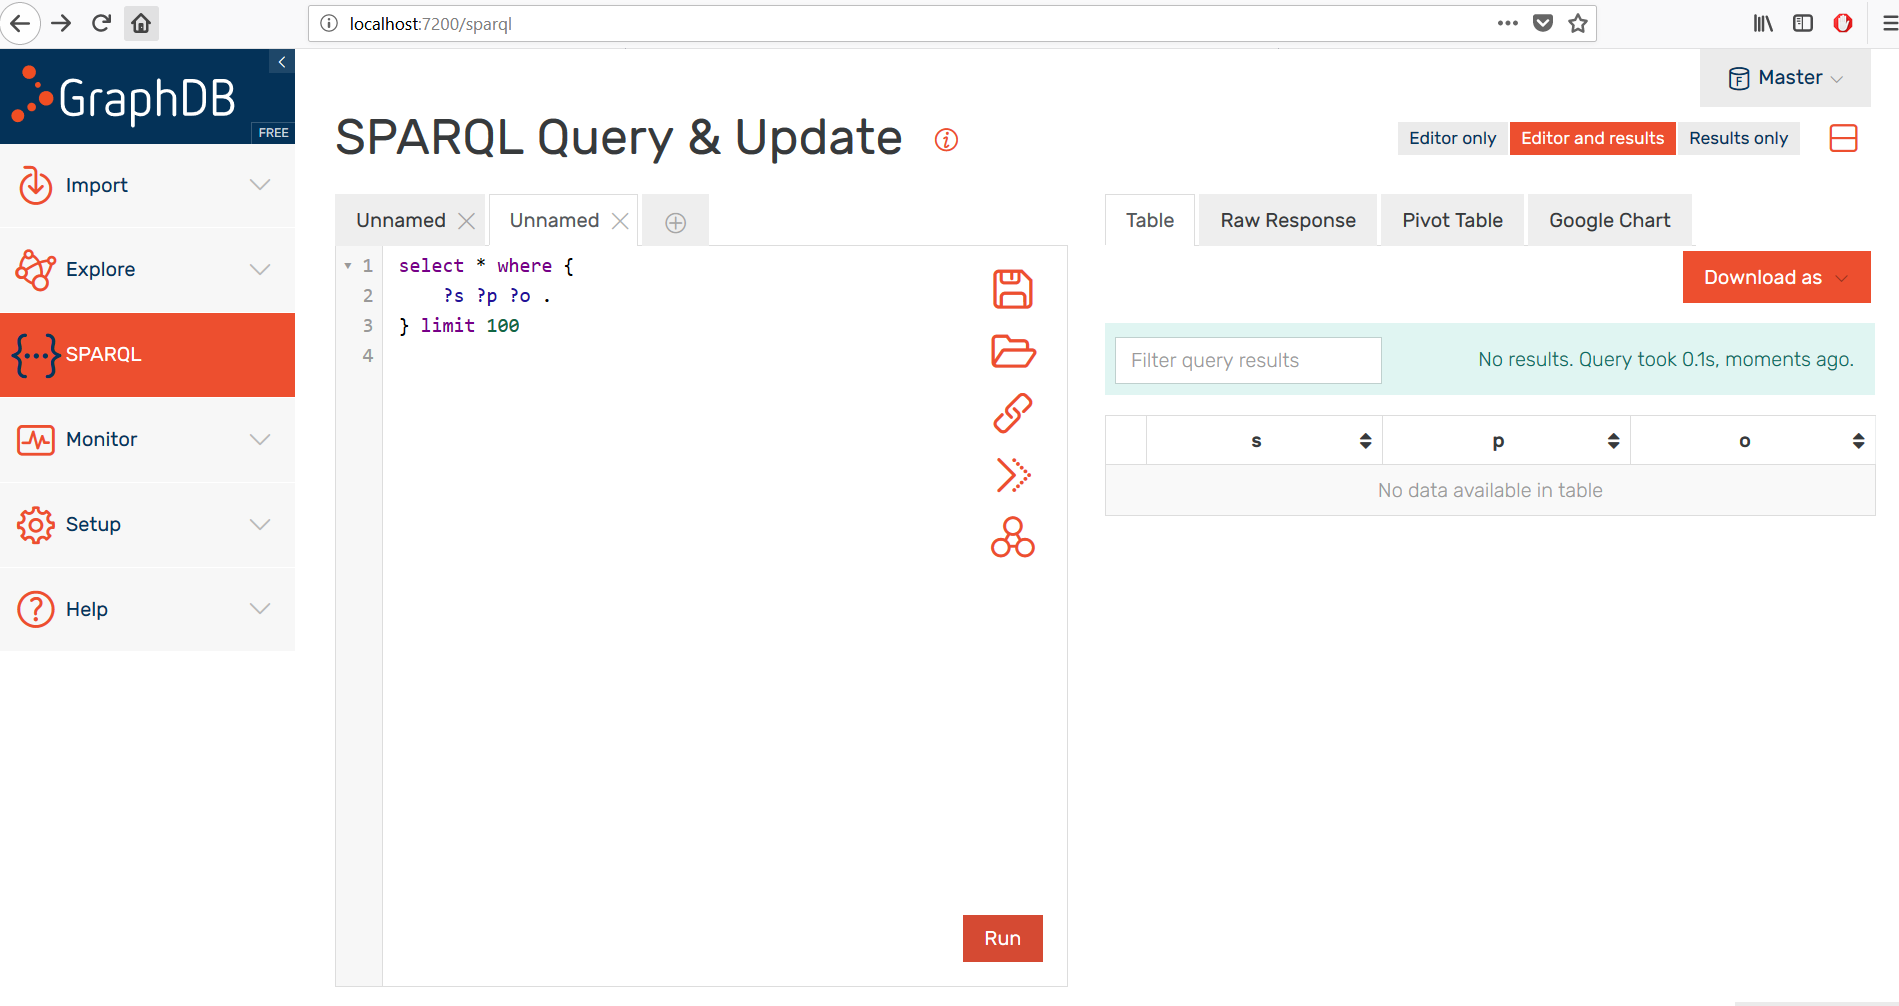 localhost:7200/sparql
GraphDB
FREE
Master
SPARQL Query & Update
Editor only
Editor and results
Results only
Import
Explore
SPARQL
Monitor
Setup
Help
Unnamed
Unnamed
1 select * where {
2 ?s ?p ?o .
3 } limit 100
4
Run
Table
Raw Response
Pivot Table
Google Chart
Download as
Filter query results
No results. Query took 0.1s, moments ago.
s p o
No data available in table